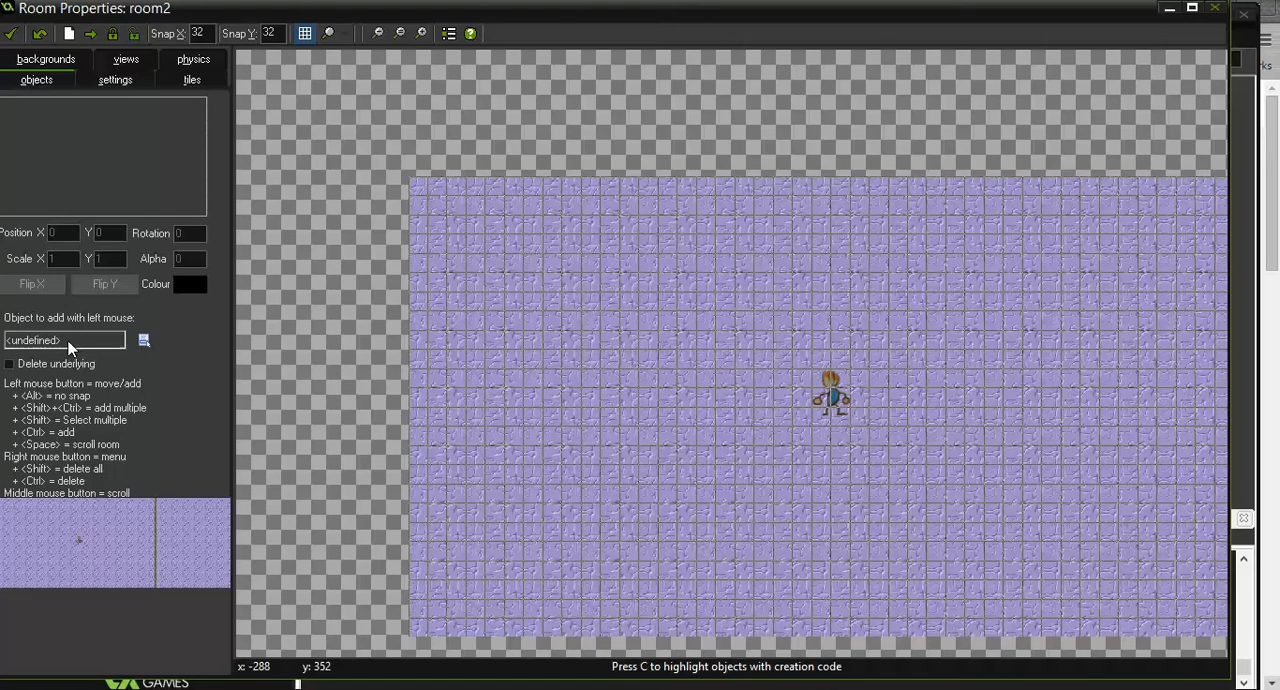 Room Properties: room2
Snap X: 32 Snap Y: 32
backgrounds views physics
objects settings tiles
Position X 0 Y 0 Rotation 0
Scale X 1 Y 1 Alpha 0
Flip X Flip Y Colour
Object to add with left mouse:
<undefined>
Delete underlying
Left mouse button = move/add
+ <Alt> = no snap
+ <Shift>+<Ctrl> = add multiple
+ <Shift> = Select multiple
+ <Ctrl> = add
+ <Space> = scroll room
Right mouse button = menu
+ <Shift> = delete all
+ <Ctrl> = delete
Middle mouse button = scroll
x: -288 y: 352 Press C to highlight objects with creation code
GAMES